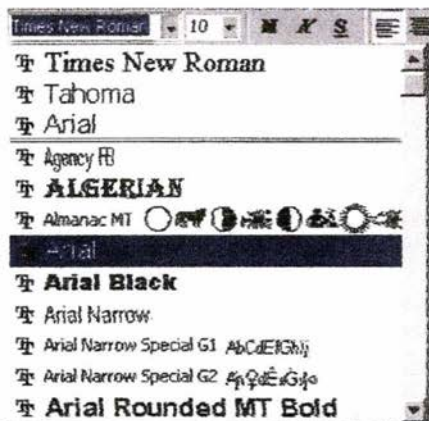 Times New Roman 10 M K S
Times New Roman
Tahoma
Arial
Agency FB
ALGERIAN
Almanac MT
Arial
Arial Black
Arial Narrow
Arial Narrow Special G1 AbCdEfGhIj
Arial Narrow Special G2
Arial Rounded MT Bold